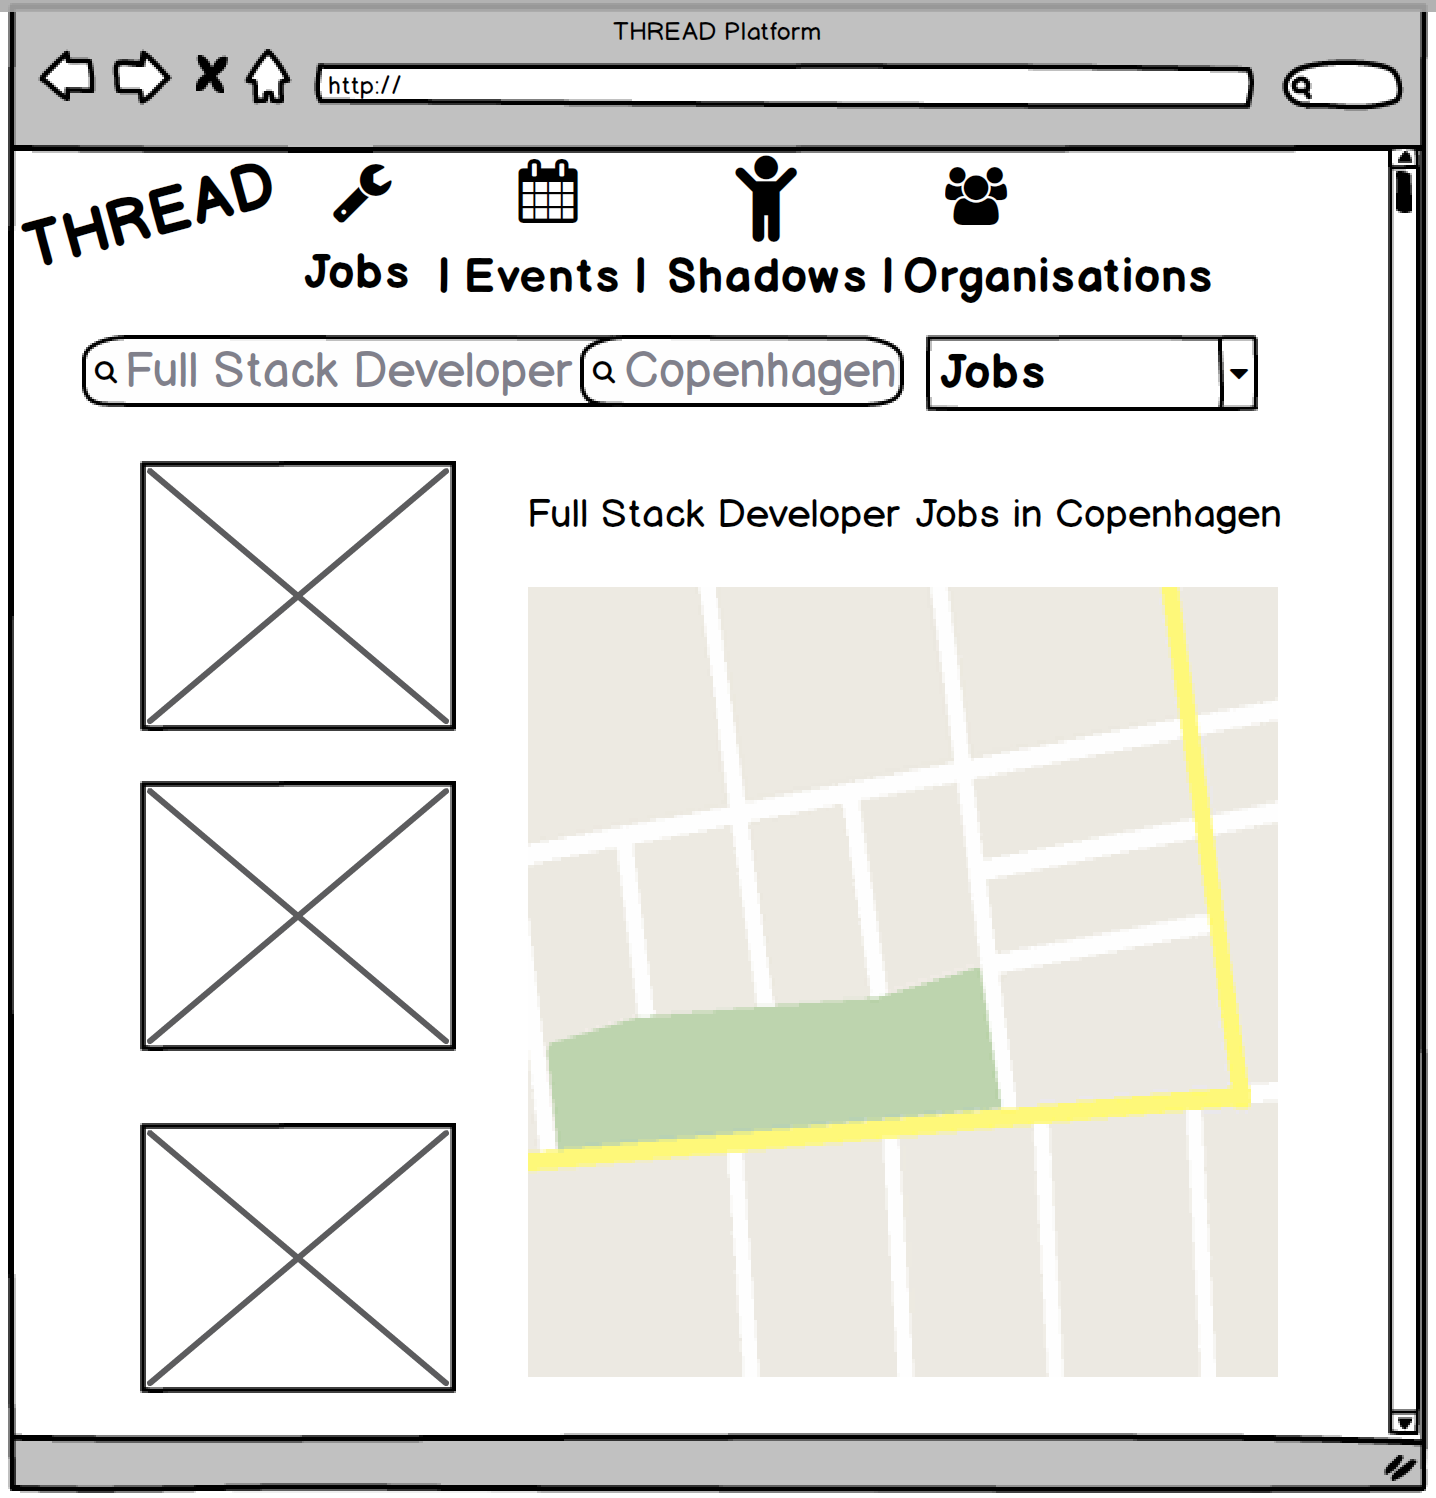 THREAD Platform
http://
THREAD
Jobs | Events | Shadows | Organisations
Full Stack Developer Copenhagen Jobs
Full Stack Developer Jobs in Copenhagen